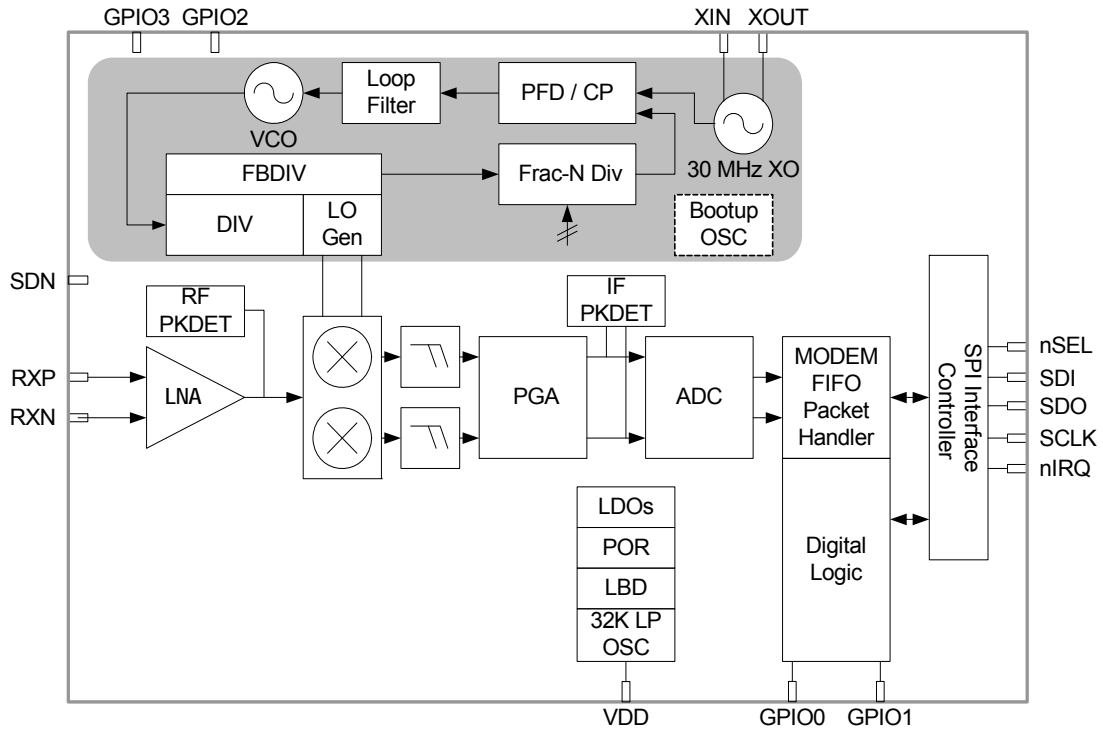 GPIO3 GPIO2
XIN XOUT
Loop
Filter
PFD / CP
VCO
30 MHz XO
FBDIV
Frac-N Div
DIV
LO
Gen
Bootup
OSC
SDN
RF
PKDET
IF
PKDET
RXP
RXN
LNA
PGA
ADC
MODEM
FIFO
Packet
Handler
SPI Interface
Controller
nSEL
SDI
SDO
SCLK
nIRQ
LDOs
POR
LBD
32K LP
OSC
Digital
Logic
VDD
GPIO0 GPIO1